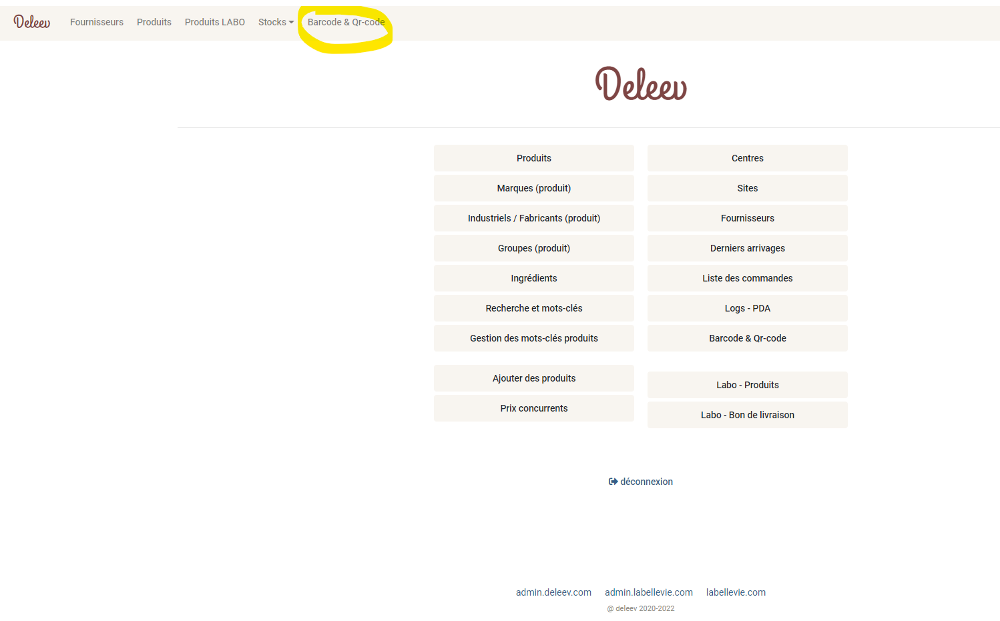 Deleev Fournisseurs Produits Produits LABO Stocks Barcode & Qr-code
Deleev
Produits
Marques (produit)
Industriels / Fabricants (produit)
Groupes (produit)
Ingrédients
Recherche et mots-clés
Gestion des mots-clés produits
Ajouter des produits
Prix concurrents
Centres
Sites
Fournisseurs
Derniers arrivages
Liste des commandes
Logs - PDA
Barcode & Qr-code
Labo - Produits
Labo - Bon de livraison
déconnexion
admin.deleev.com admin.labellevie.com labellevie.com
@ deleev 2020-2022